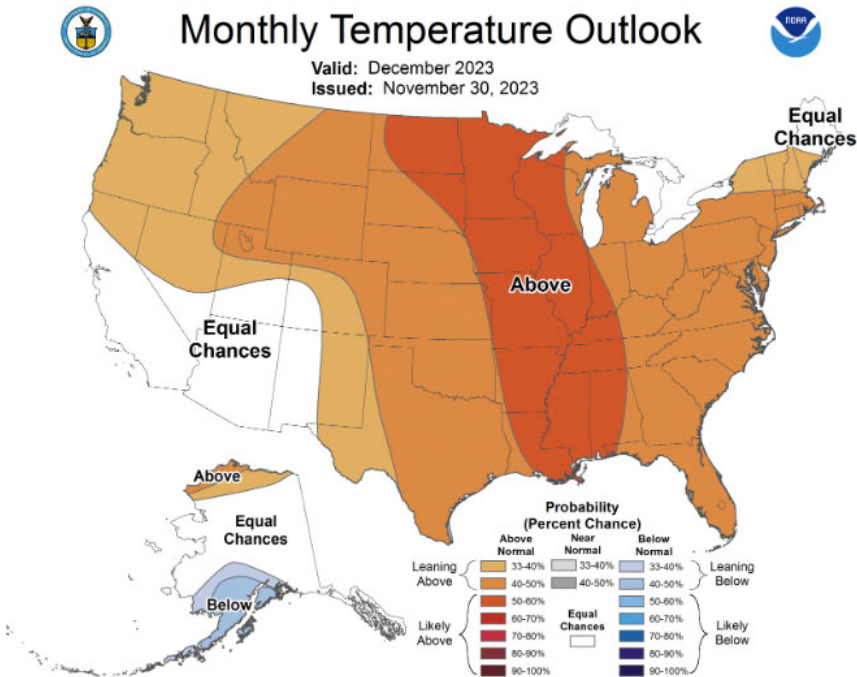 Monthly Temperature Outlook
NOAA
Valid: December 2023
Issued: November 30, 2023
Equal
Chances
Above
Equal
Chances
Above
Equal
Chances
Below
Probability
(Percent Chance)
Above
Normal
Near
Normal
Below
Normal
Leaning
Above
33-40%
40-50%
33-40%
40-50%
33-40%
40-50%
Leaning
Below
Likely
Above
50-60%
60-70%
70-80%
80-90%
90-100%
Equal
Chances
50-60%
60-70%
70-80%
80-90%
90-100%
Likely
Below